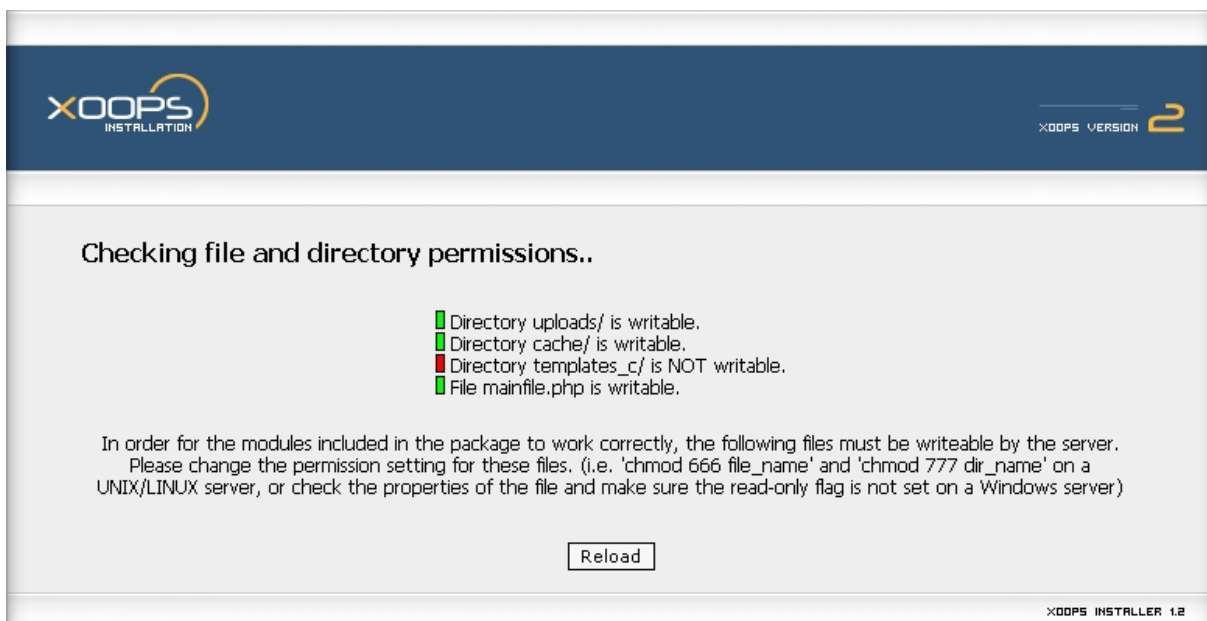 XOOPS
INSTALLATION
XOOPS VERSION 2
Checking file and directory permissions..
Directory uploads/ is writable.
Directory cache/ is writable.
Directory templates_c/ is NOT writable.
File mainfile.php is writable.
In order for the modules included in the package to work correctly, the following files must be writeable by the server.
Please change the permission setting for these files. (i.e. 'chmod 666 file_name' and 'chmod 777 dir_name' on a
UNIX/LINUX server, or check the properties of the file and make sure the read-only flag is not set on a Windows server)
Reload
XOOPS INSTALLER 1.2